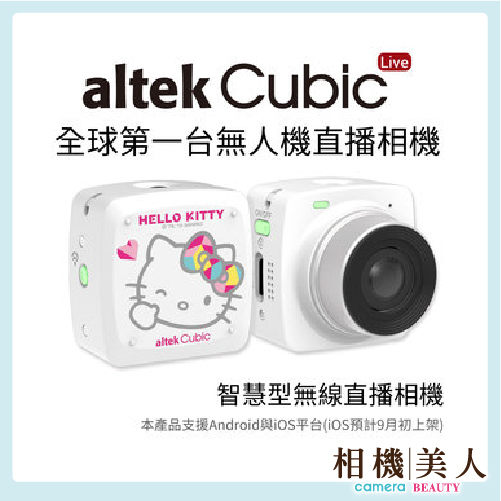 Live
altek Cubic
全球第一台無人機直播相機
HELLO KITTY
ON/OFF
altek Cubic
智慧型無線直播相機
本產品支援Android與iOS平台(iOS預計9月初上架)
相機|美人
camera BEAUTY